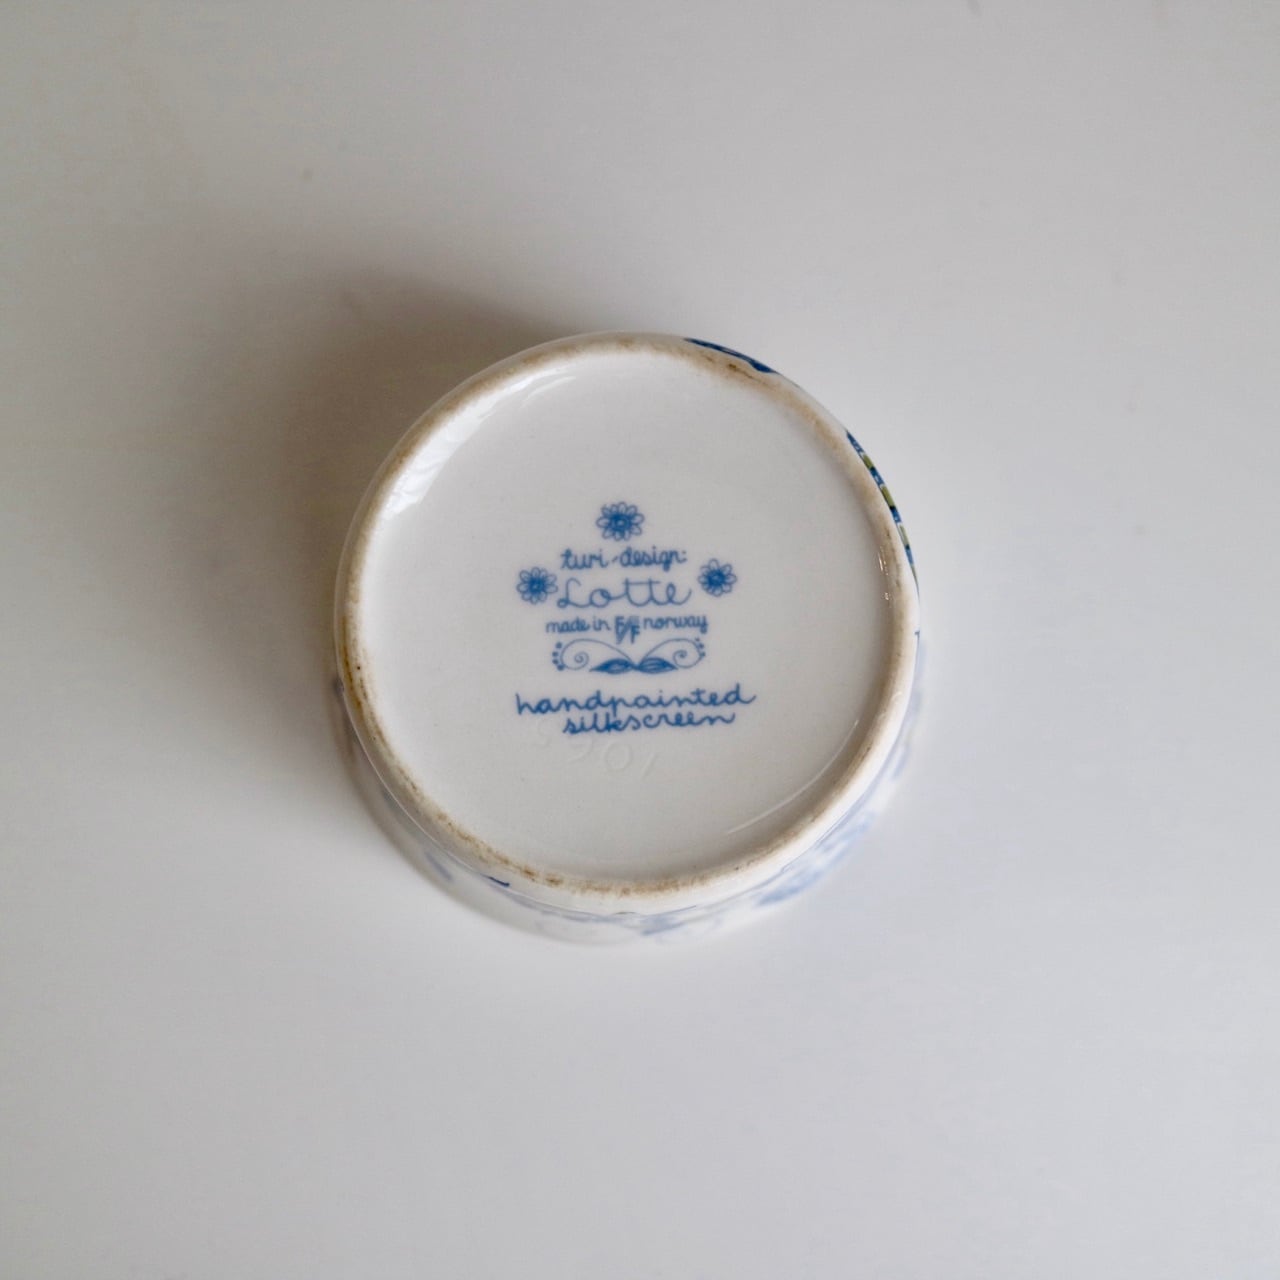 turi-design:
Lotte
made in F/F norway
handpainted
silkscreen